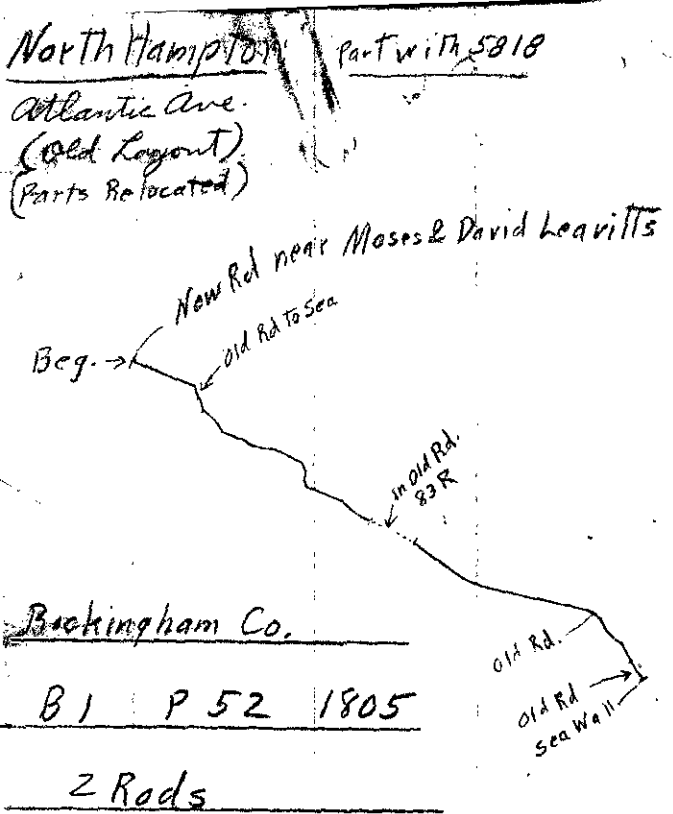 North Hampton Part with 5818
Atlantic Ave.
(Old Layout)
(Parts Relocated)
New Rd near Moses & David Leavitts
Old Rd to Sea
Beg.
in Old Rd.
83 R
Rockingham Co.
Old Rd.
B 1 P 52 1805
Old Rd
Sea Wall
2 Rods